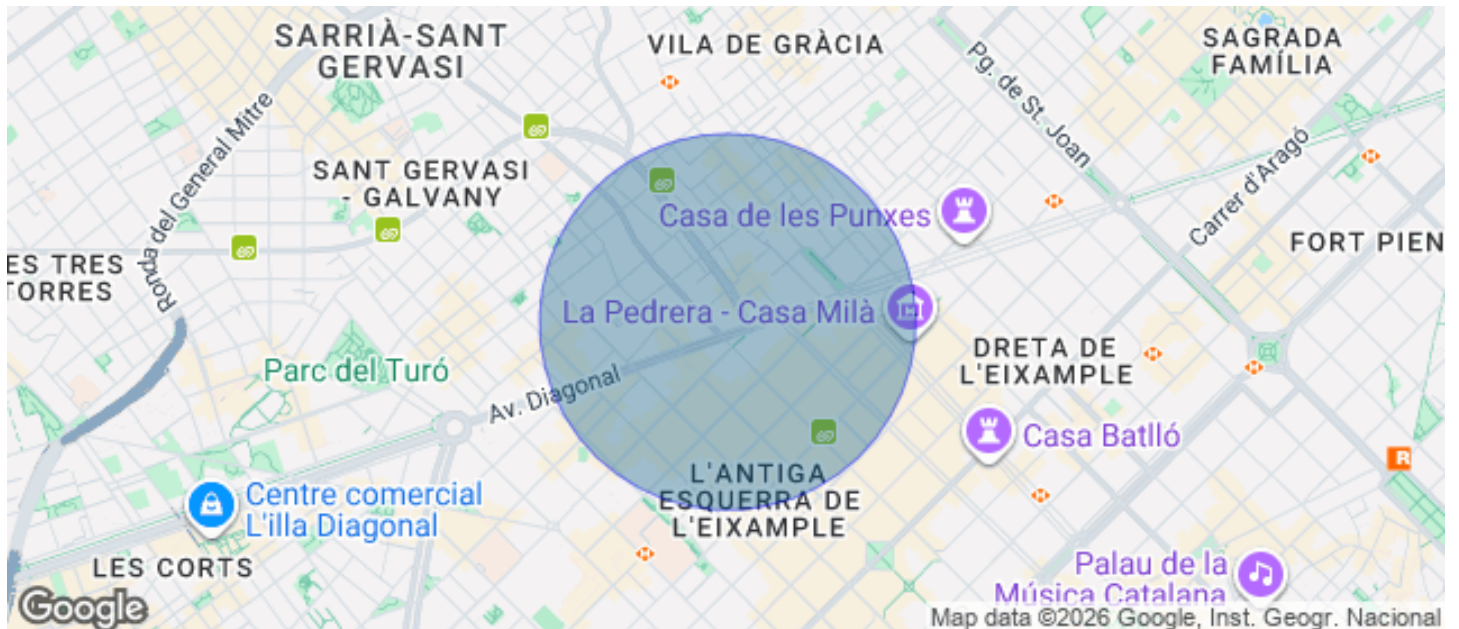 SARRIÀ-SANT
GERVASI
VILA DE GRÀCIA
SAGRADA
FAMÍLIA
Pg. de St. Joan
Ronda del General Mitre
SANT GERVASI
- GALVANY
Carrer d'Aragó
Casa de les Punxes
FORT PIEN
ES TRES
TORRES
La Pedrera - Casa Milà
DRETA DE
L'EIXAMPLE
Parc del Turó
Av. Diagonal
Casa Batlló
L'ANTIGA
ESQUERRA DE
L'EIXAMPLE
R
Centre comercial
L'illa Diagonal
LES CORTS
Palau de la
Música Catalana
Google
Map data ©2026 Google, Inst. Geogr. Nacional